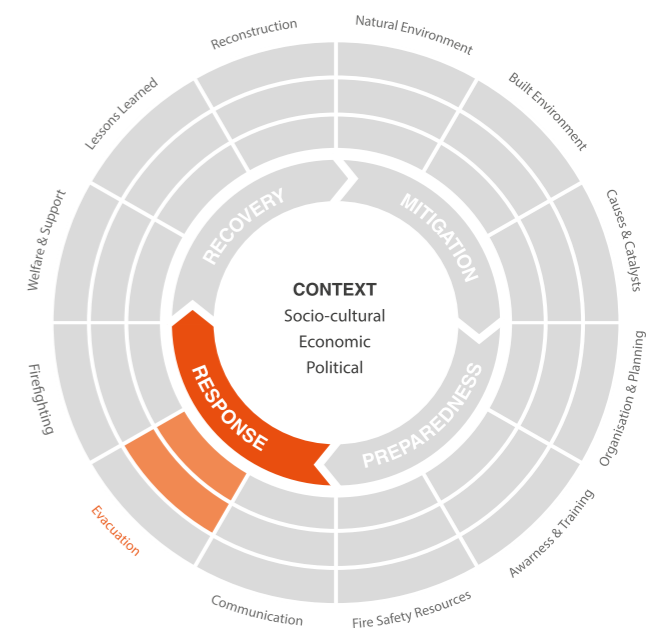 Natural Environment
Built Environment
Causes & Catalysts
Organisation & Planning
Awarness & Training
Fire Safety Resources
Communication
Evacuation
Firefighting
Welfare & Support
Lessons Learned
Reconstruction
MITIGATION
PREPAREDNESS
RESPONSE
RECOVERY
CONTEXT
Socio-cultural
Economic
Political